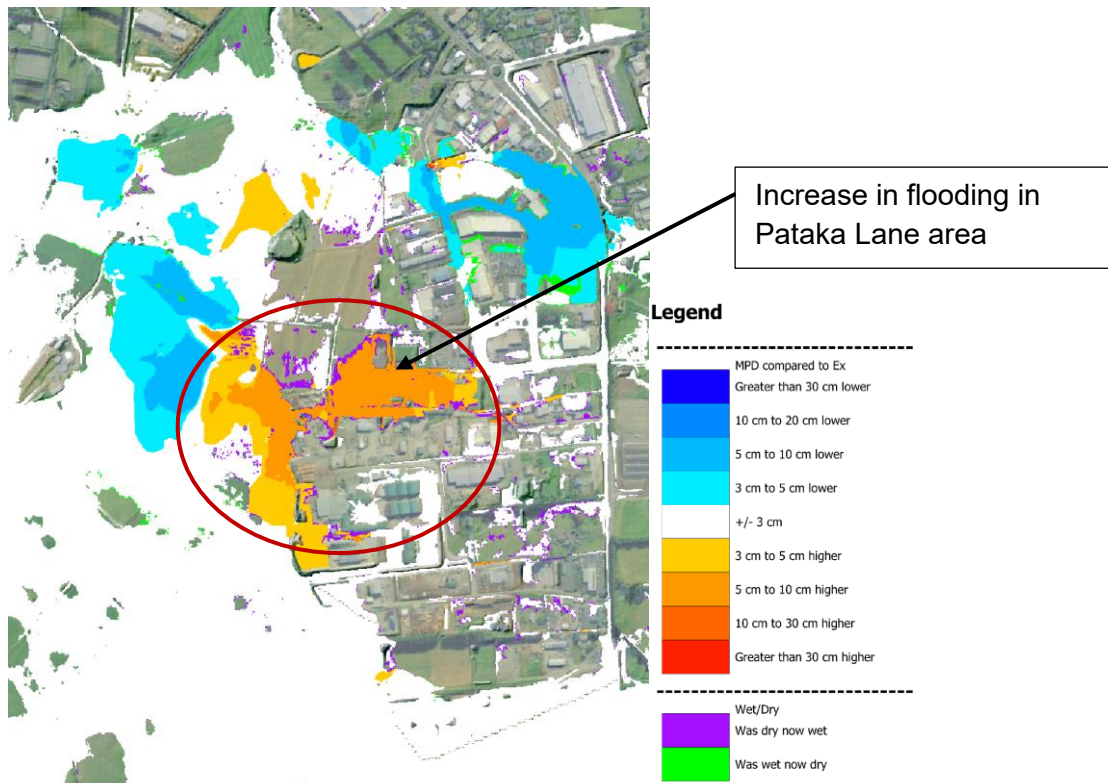 Increase in flooding in
Pataka Lane area
Legend
MPD compared to Ex
Greater than 30 cm lower
10 cm to 20 cm lower
5 cm to 10 cm lower
3 cm to 5 cm lower
+/- 3 cm
3 cm to 5 cm higher
5 cm to 10 cm higher
10 cm to 30 cm higher
Greater than 30 cm higher
Wet/Dry
Was dry now wet
Was wet now dry